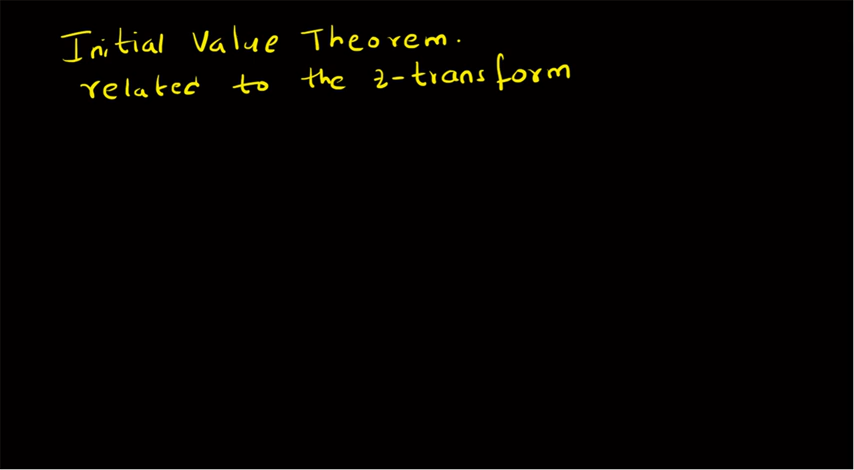 Initial Value Theorem.
related to the z-transform